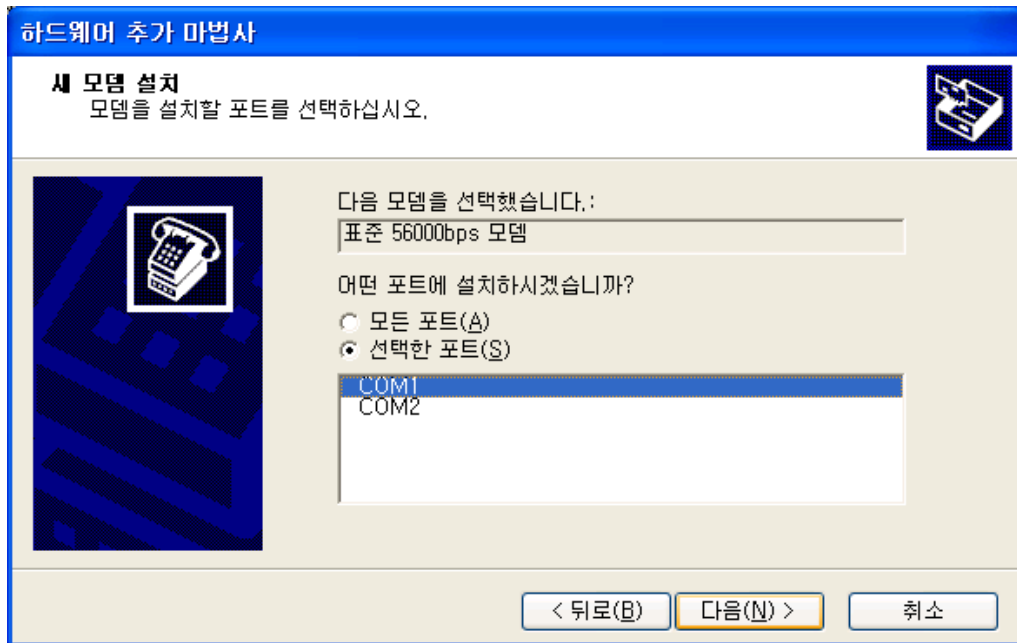 하드웨어 추가 마법사
새 모뎀 설치
모뎀을 설치할 포트를 선택하십시오.
다음 모뎀을 선택했습니다.:
표준 56000bps 모뎀
어떤 포트에 설치하시겠습니까?
모든 포트(A)
선택한 포트(S)
COM1
COM2
< 뒤로(B) 다음(N) > 취소